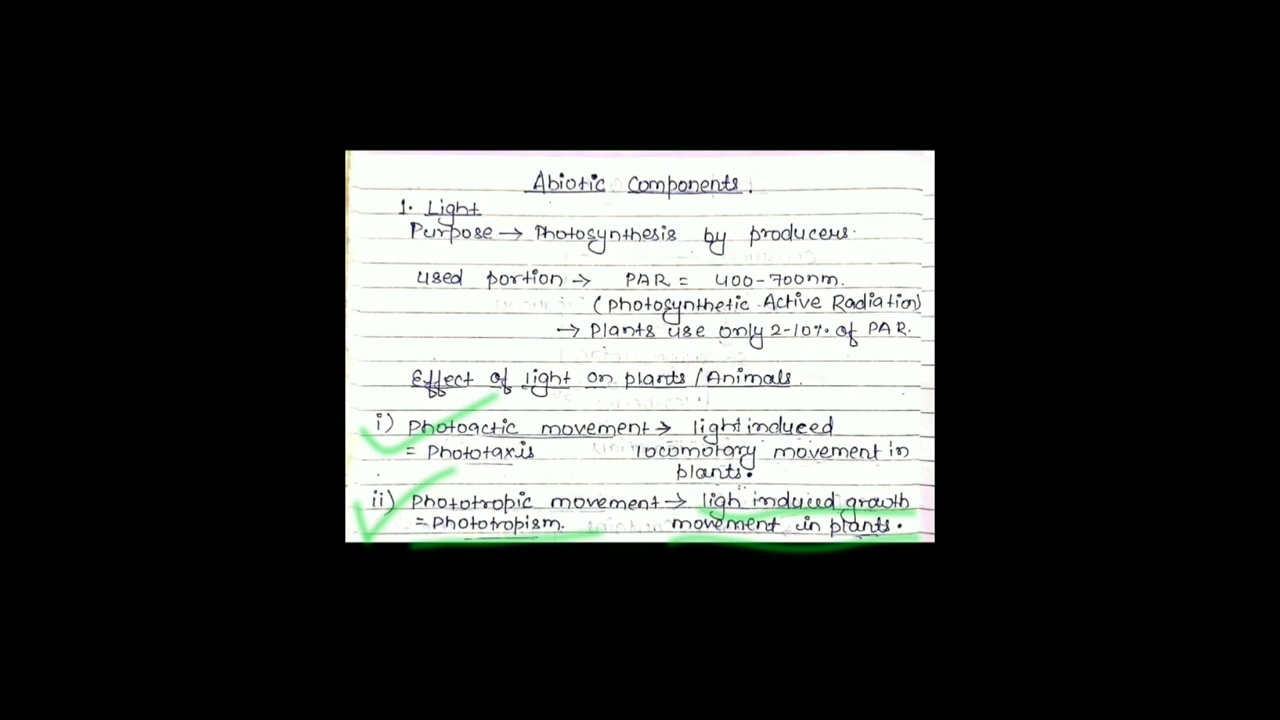 Abiotic Components.
1. Light
Purpose → Photosynthesis by producers.
used portion → PAR = 400-700nm.
(Photosynthetic Active Radiation)
→ Plants use only 2-10% of PAR.
Effect of light on plants / Animals.
i) Photoactic movement → light induced
= Phototaxis locomotory movement in
plants.
ii) Phototropic movement → ligh induced growth
= Phototropism. movement in plants.